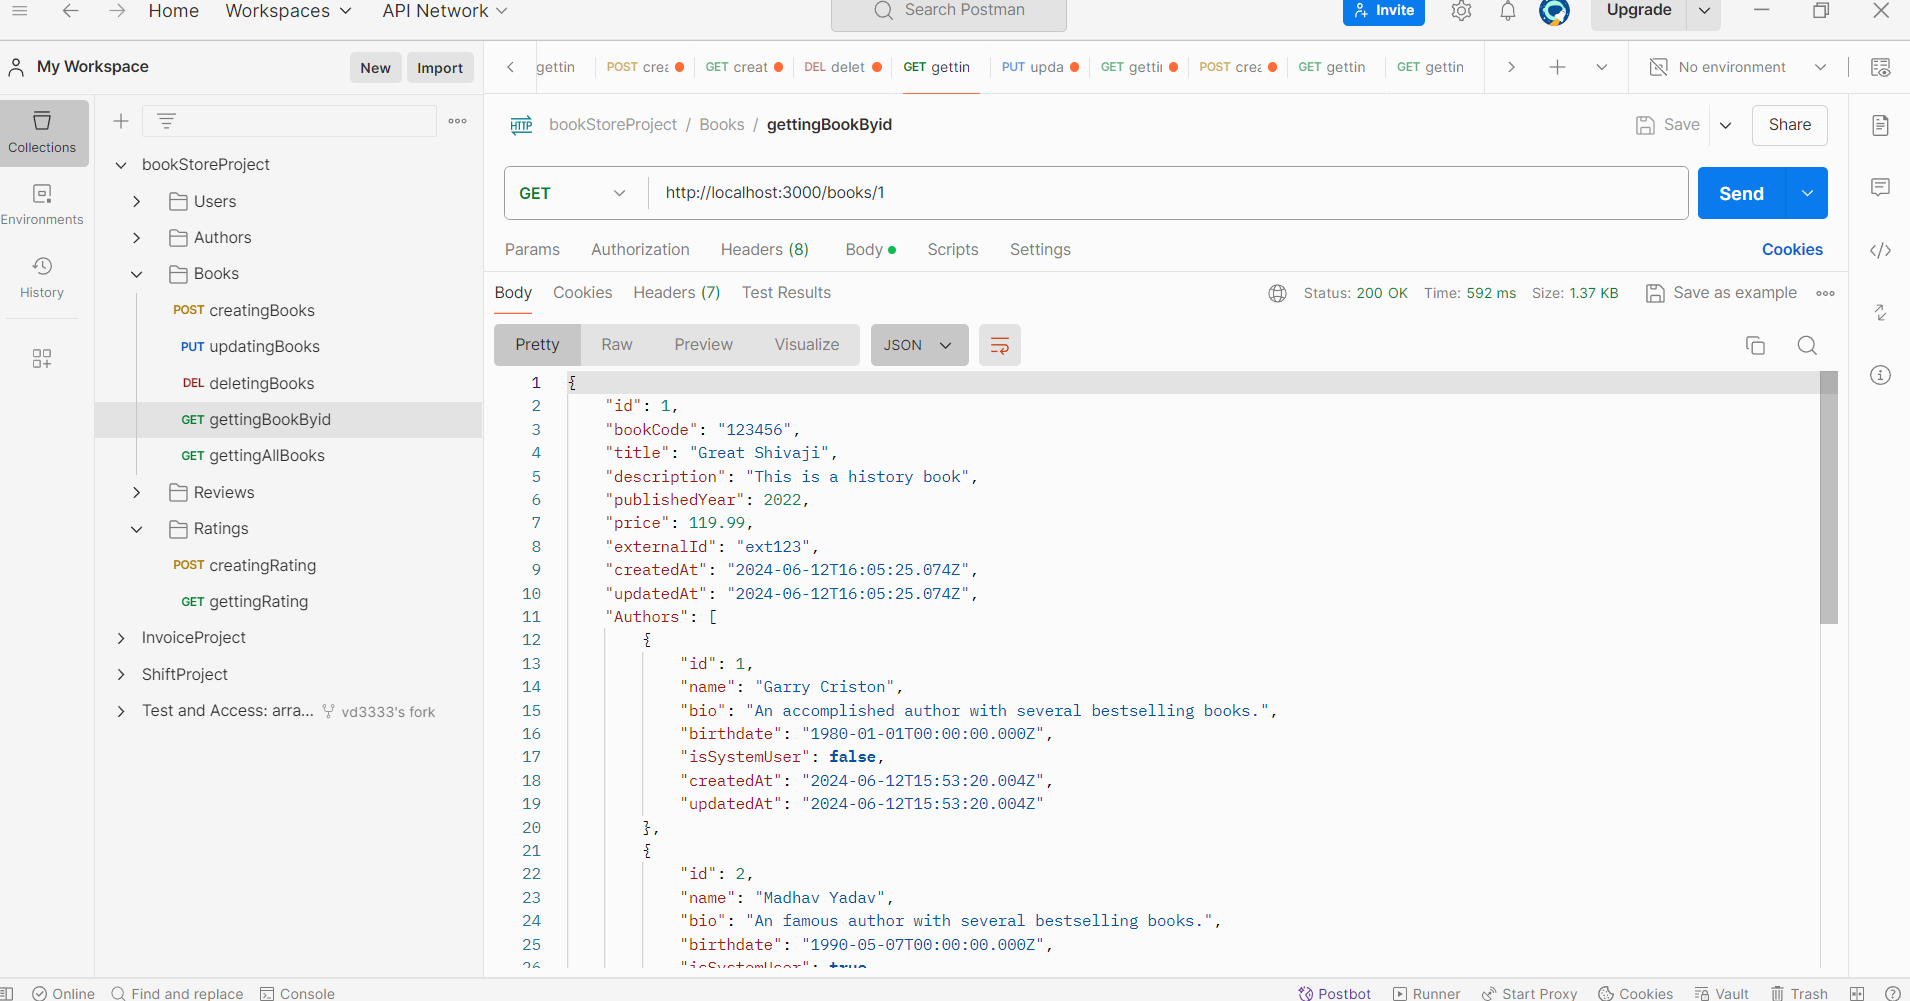 Home Workspaces API Network Search Postman Invite Upgrade
My Workspace New Import
gettin POST crea GET creat DEL delet GET gettin PUT upda GET gettin POST crea GET gettin GET gettin No environment
Collections
Environments
History
bookStoreProject
Users
Authors
Books
POST creatingBooks
PUT updatingBooks
DEL deletingBooks
GET gettingBookByid
GET gettingAllBooks
Reviews
Ratings
POST creatingRating
GET gettingRating
InvoiceProject
ShiftProject
Test and Access: arra... vd3333's fork
HTTP bookStoreProject / Books / gettingBookByid Save Share
GET http://localhost:3000/books/1 Send
Params Authorization Headers (8) Body Scripts Settings Cookies
Body Cookies Headers (7) Test Results Status: 200 OK Time: 592 ms Size: 1.37 KB Save as example
Pretty Raw Preview Visualize JSON
1 {
2 "id": 1,
3 "bookCode": "123456",
4 "title": "Great Shivaji",
5 "description": "This is a history book",
6 "publishedYear": 2022,
7 "price": 119.99,
8 "externalId": "ext123",
9 "createdAt": "2024-06-12T16:05:25.074Z",
10 "updatedAt": "2024-06-12T16:05:25.074Z",
11 "Authors": [
12 {
13 "id": 1,
14 "name": "Garry Criston",
15 "bio": "An accomplished author with several bestselling books.",
16 "birthdate": "1980-01-01T00:00:00.000Z",
17 "isSystemUser": false,
18 "createdAt": "2024-06-12T15:53:20.004Z",
19 "updatedAt": "2024-06-12T15:53:20.004Z"
20 },
21 {
22 "id": 2,
23 "name": "Madhav Yadav",
24 "bio": "An famous author with several bestselling books.",
25 "birthdate": "1990-05-07T00:00:00.000Z",
26 "isSystemUser": true
Online Find and replace Console Postbot Runner Start Proxy Cookies Vault Trash